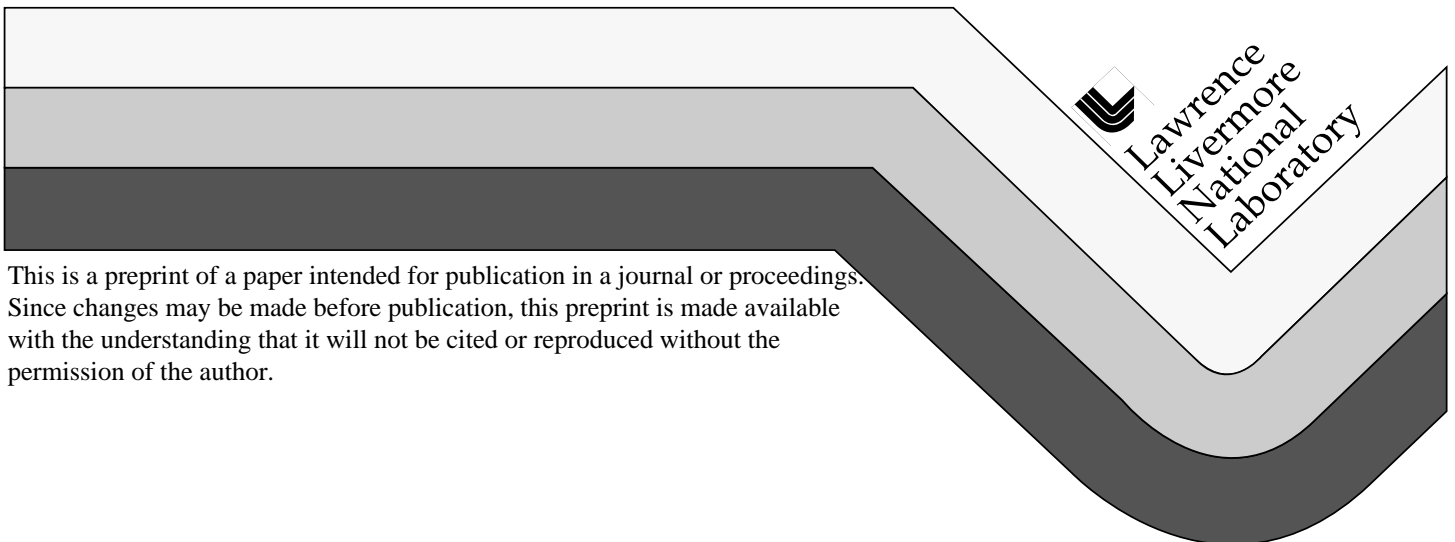 Lawrence
Livermore
National
Laboratory
This is a preprint of a paper intended for publication in a journal or proceedings.
Since changes may be made before publication, this preprint is made available
with the understanding that it will not be cited or reproduced without the
permission of the author.